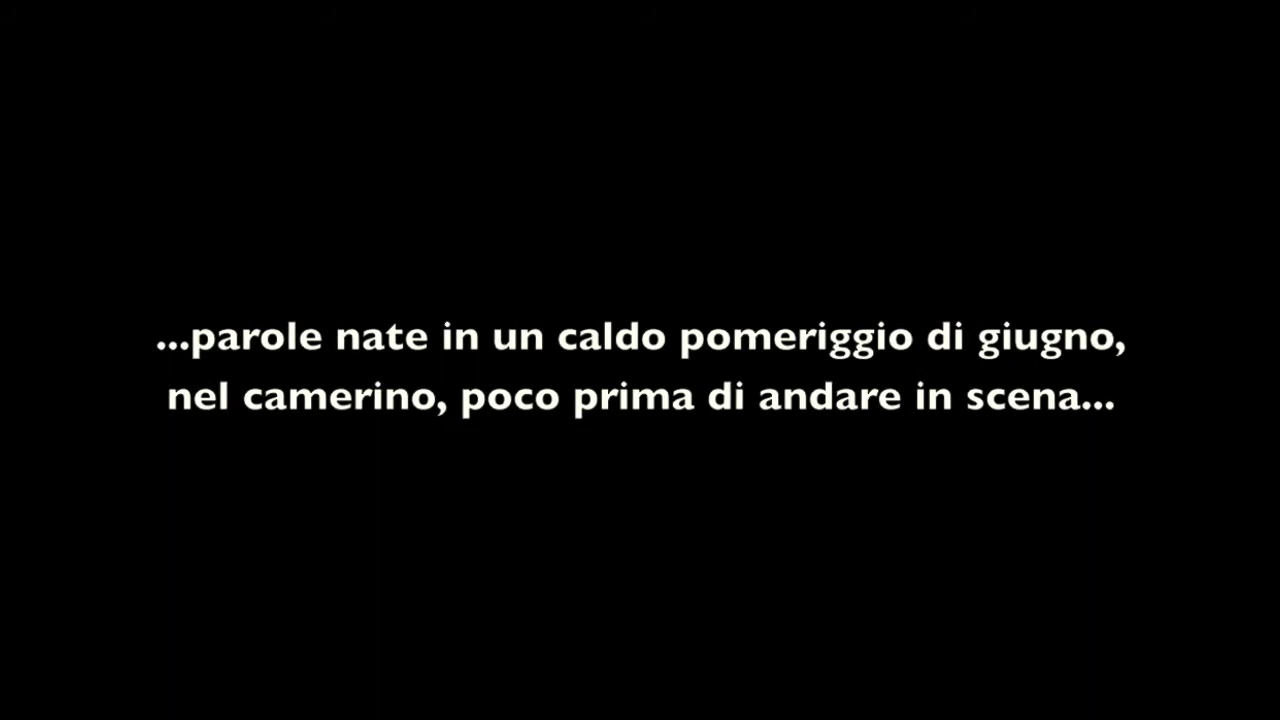 ...parole nate in un caldo pomeriggio di giugno,
nel camerino, poco prima di andare in scena...